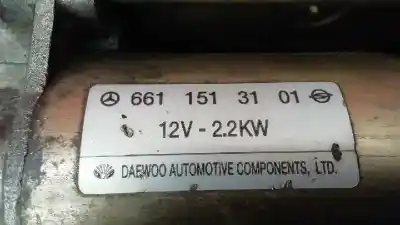 661 151 31 01
12V - 2.2KW
DAEWOO AUTOMOTIVE COMPONENTS, LTD.